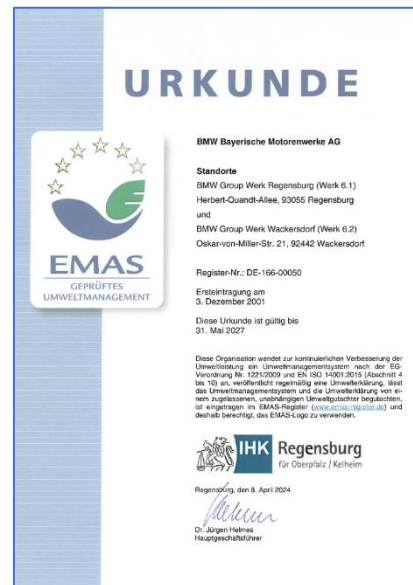 URKUNDE
BMW Bayerische Motorenwerke AG
Standorte
BMW Group Werk Regensburg (Werk 6.1)
Herbert-Quandt-Allee, 93055 Regensburg
und
BMW Group Werk Wackersdorf (Werk 6.2)
Oskar-von-Miller-Str. 21, 92442 Wackersdorf
EMAS
GEPRÜFTES
UMWELTMANAGEMENT
Register-Nr.: DE-166-00050
Ersteintragung am
3. Dezember 2001
Diese Urkunde ist gültig bis
31. Mai 2027
Diese Organisation wendet zur kontinuierlichen Verbesserung der
Umweltleistung ein Umweltmanagementsystem nach der EG-
Verordnung Nr. 1221/2009 und EN ISO 14001:2015 (Abschnitt 4
bis 10) an, veröffentlicht regelmäßig eine Umwelterklärung, lässt
das Umweltmanagementsystem und die Umwelterklärung von ei-
nem zugelassenen, unabhängigen Umweltgutachter begutachten,
ist eingetragen im EMAS-Register (www.emas-register.de) und
deshalb berechtigt, das EMAS-Logo zu verwenden.
IHK Regensburg
für Oberpfalz / Kelheim
Regensburg, den 8. April 2024
Dr. Jürgen Helmes
Hauptgeschäftsführer